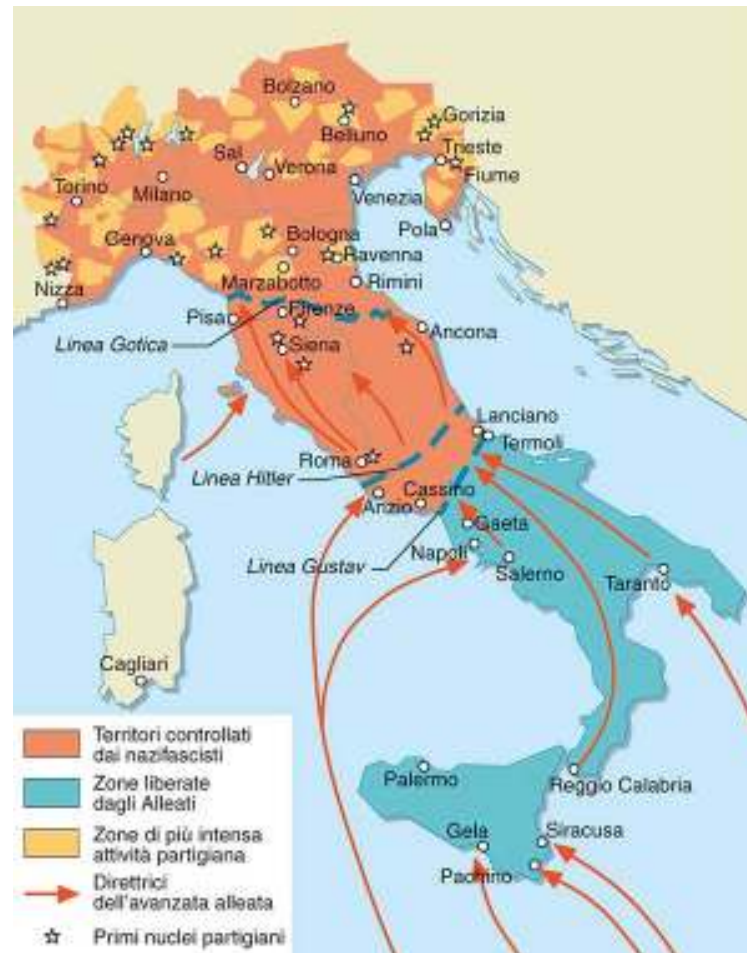 Bolzano
Gorizia
Belluno
Trieste
Sal
Verona
Fiume
Torino
Milano
Venezia
Pola
Genova
Bologna
Ravenna
Marzabotto
Rimini
Nizza
Pisa
Firenze
Linea Gotica
Siena
Ancona
Lanciano
Termoli
Roma
Linea Hitler
Cassino
Anzio
Gaeta
Napoli
Linea Gustav
Salerno
Taranto
Cagliari
Palermo
Reggio Calabria
Gela
Siracusa
Pachino
Territori controllati
dai nazifascisti
Zone liberate
dagli Alleati
Zone di più intensa
attività partigiana
Direttrici
dell'avanzata alleata
Primi nuclei partigiani